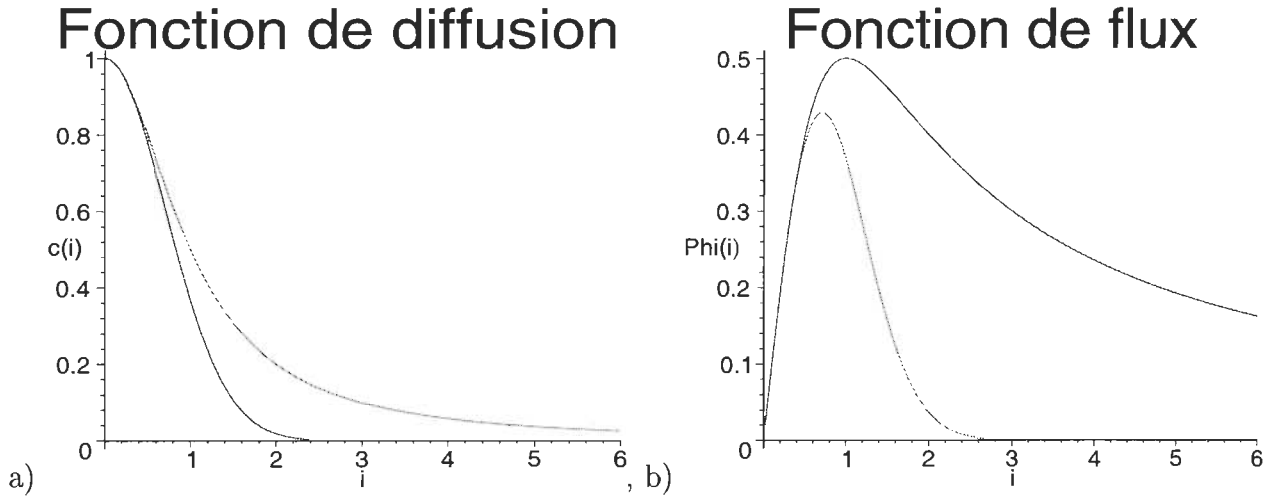 Fonction de diffusion
1
0.8
0.6
c(i)
0.4
0.2
0
1 2 3 4 5 6
i
a)
Fonction de flux
0.5
0.4
0.3
Phi(i)
0.2
0.1
0
1 2 3 4 5 6
i
, b)